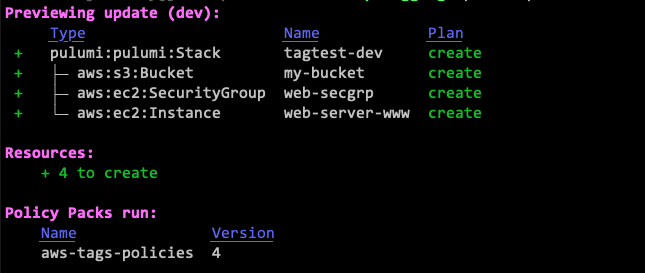 Previewing update (dev):
Type Name Plan
+ pulumi:pulumi:Stack tagtest-dev create
+ ├─ aws:s3:Bucket my-bucket create
+ ├─ aws:ec2:SecurityGroup web-secgrp create
+ └─ aws:ec2:Instance web-server-www create
Resources:
+ 4 to create
Policy Packs run:
Name Version
aws-tags-policies 4